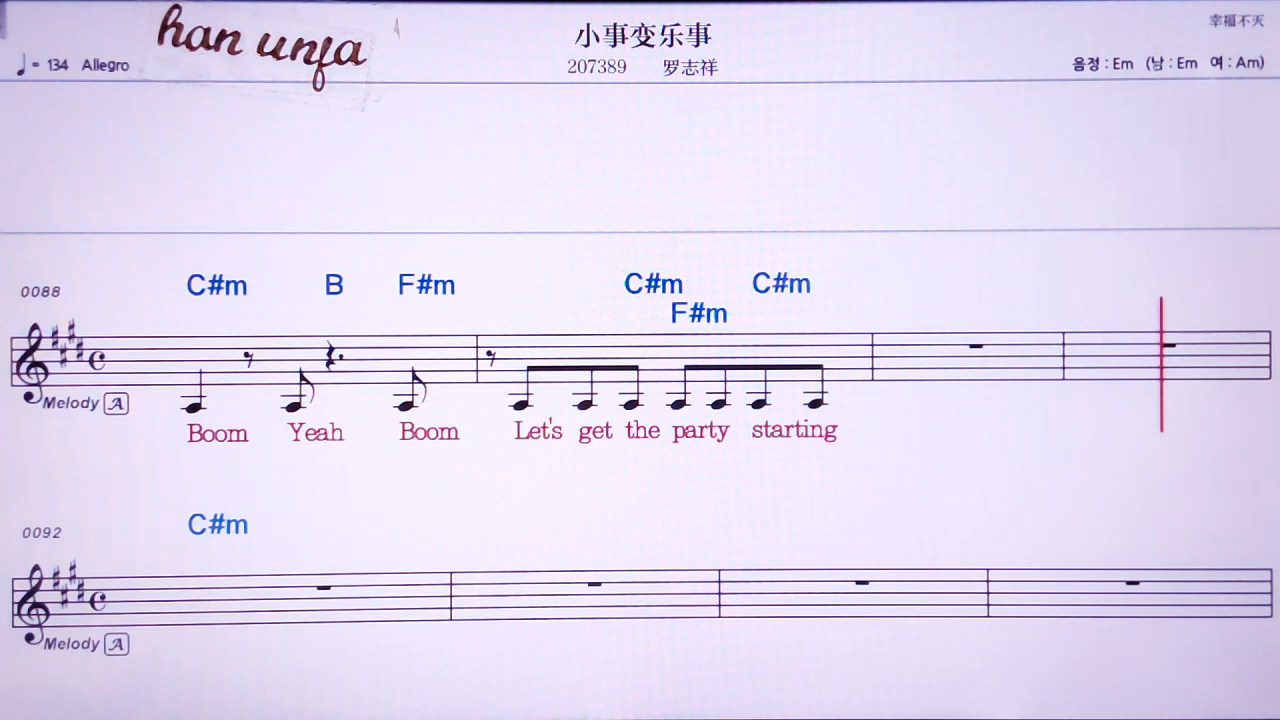 han unfa
小事变乐事
幸福不灭
♩= 134 Allegro
207389 罗志祥
음정 : Em (남 : Em 여 : Am)
0088
C#m B F#m C#m C#m
F#m
Melody A
Boom Yeah Boom Let's get the party starting
0092
C#m
Melody A